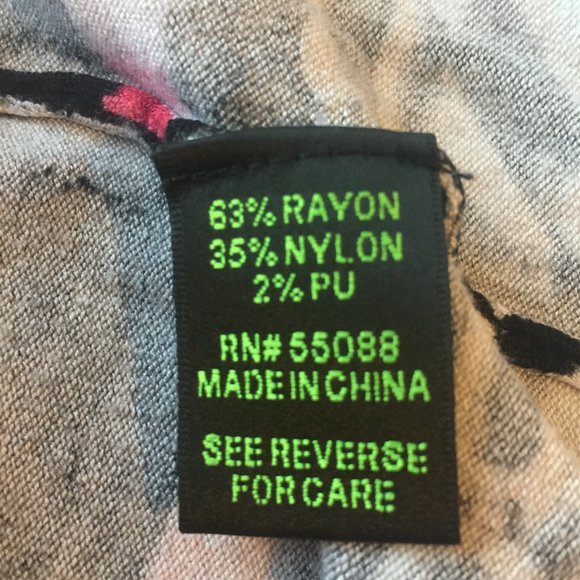 63% RAYON
35% NYLON
2% PU
RN# 55088
MADE IN CHINA
SEE REVERSE
FOR CARE